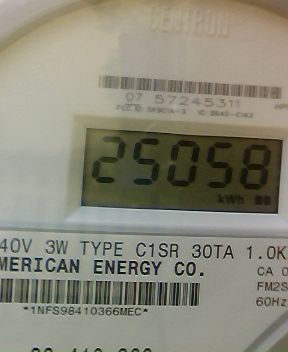 CENTRON®
07 57245311
25058
kWh
40V 3W TYPE C1SR 30TA 1.0K
MERICAN ENERGY CO.
CA 0
FM2S
60Hz
*1NFS98410366MEC*